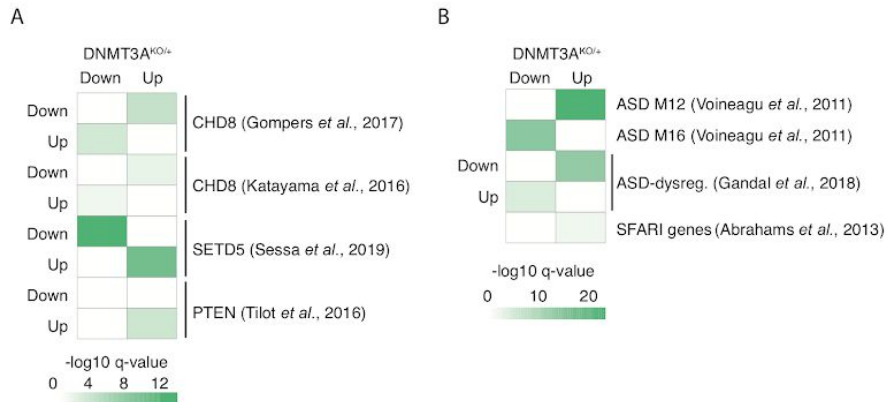 A
DNMT3AKO/+
Down Up
Down
Up
CHD8 (Gompers et al., 2017)
Down
Up
CHD8 (Katayama et al., 2016)
Down
Up
SETD5 (Sessa et al., 2019)
Down
Up
PTEN (Tilot et al., 2016)
-log10 q-value
0 4 8 12
B
DNMT3AKO/+
Down Up
ASD M12 (Voineagu et al., 2011)
ASD M16 (Voineagu et al., 2011)
Down
Up
ASD-dysreg. (Gandal et al., 2018)
SFARI genes (Abrahams et al., 2013)
-log10 q-value
0 10 20